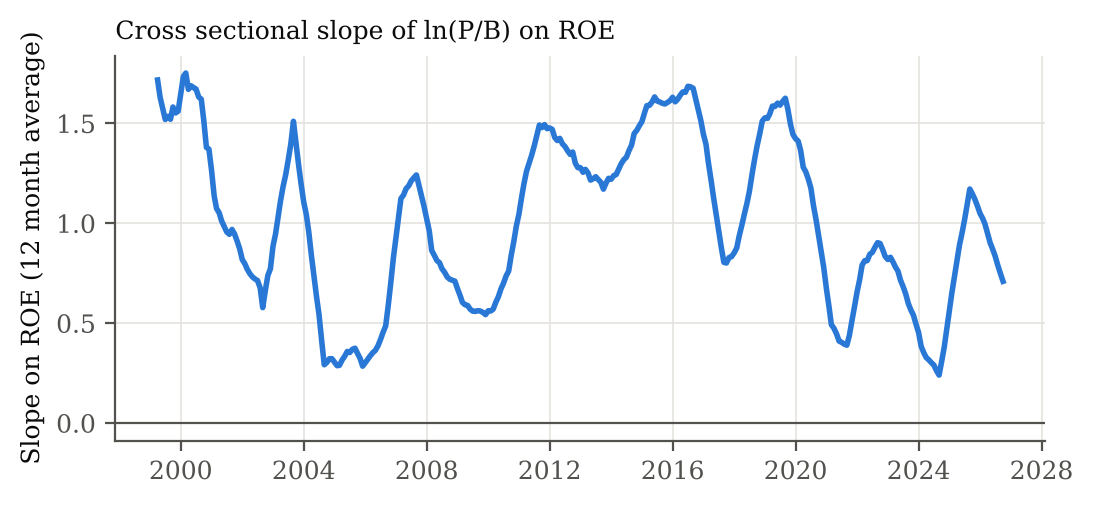 Cross sectional slope of ln(P/B) on ROE
Slope on ROE (12 month average)
1.5
1.0
0.5
0.0
2000 2004 2008 2012 2016 2020 2024 2028